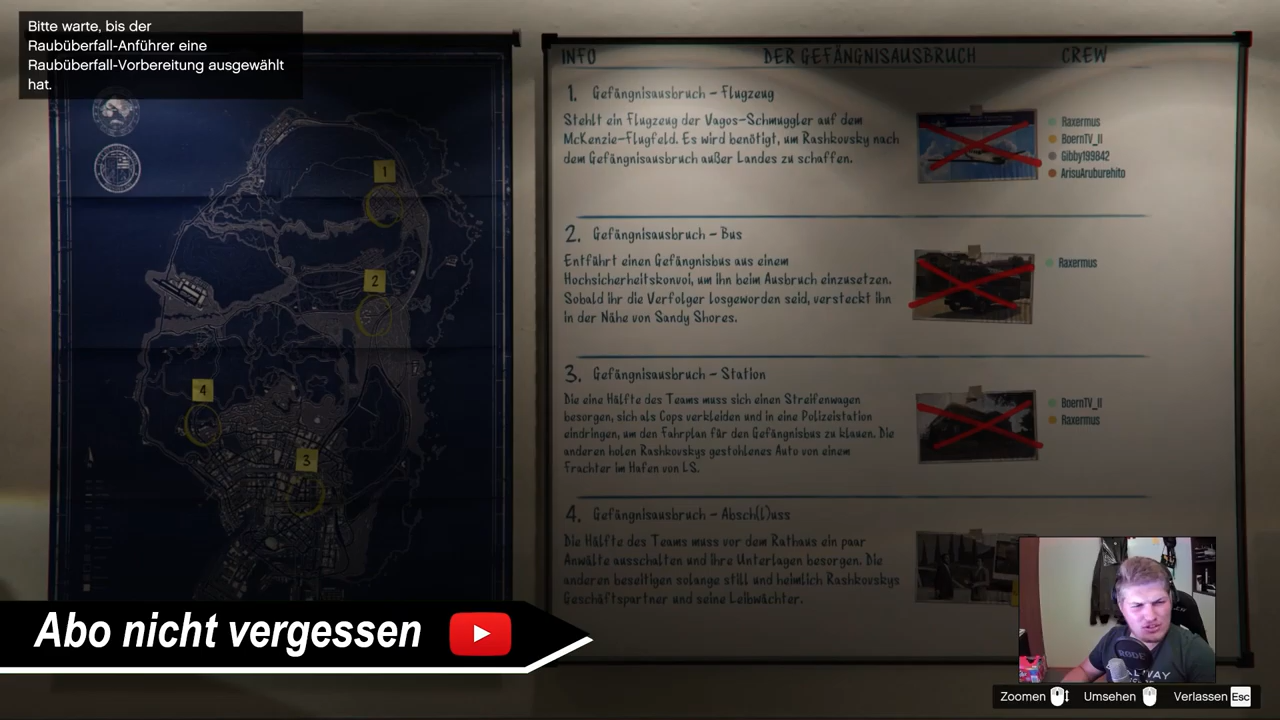 Bitte warte, bis der
Raubüberfall-Anführer eine
Raubüberfall-Vorbereitung ausgewählt
hat.
INFO
DER GEFÄNGNISAUSBRUCH
CREW
1. Gefängnisausbruch – Flugzeug
Stehlt ein Flugzeug der Vagos-Schmuggler auf dem
McKenzie-Flugfeld. Es wird benötigt, um Rashkovsky nach
dem Gefängnisausbruch außer Landes zu schaffen.
Raxermus
BoernTV_II
Gibby199842
ArisuAruburehito
2. Gefängnisausbruch – Bus
Entführt einen Gefängnisbus aus einem
Hochsicherheitskonvoi, um ihn beim Ausbruch einzusetzen.
Sobald ihr die Verfolger losgeworden seid, versteckt ihn
in der Nähe von Sandy Shores.
Raxermus
3. Gefängnisausbruch – Station
Die eine Hälfte des Teams muss sich einen Streifenwagen
besorgen, sich als Cops verkleiden und in eine Polizeistation
eindringen, um den Fahrplan für den Gefängnisbus zu klauen. Die
anderen holen Rashkovskys gestohlenes Auto von einem
Frachter im Hafen von LS.
BoernTV_II
Raxermus
4. Gefängnisausbruch – Absch(l)uss
Die Hälfte des Teams muss vor dem Rathaus ein paar
Anwälte ausschalten und ihre Unterlagen besorgen. Die
anderen beseitigen solange still und heimlich Rashkovskys
Geschäftspartner und seine Leibwächter.
1
2
4
3
Abo nicht vergessen
RODE
Zoomen Umsehen Verlassen Esc